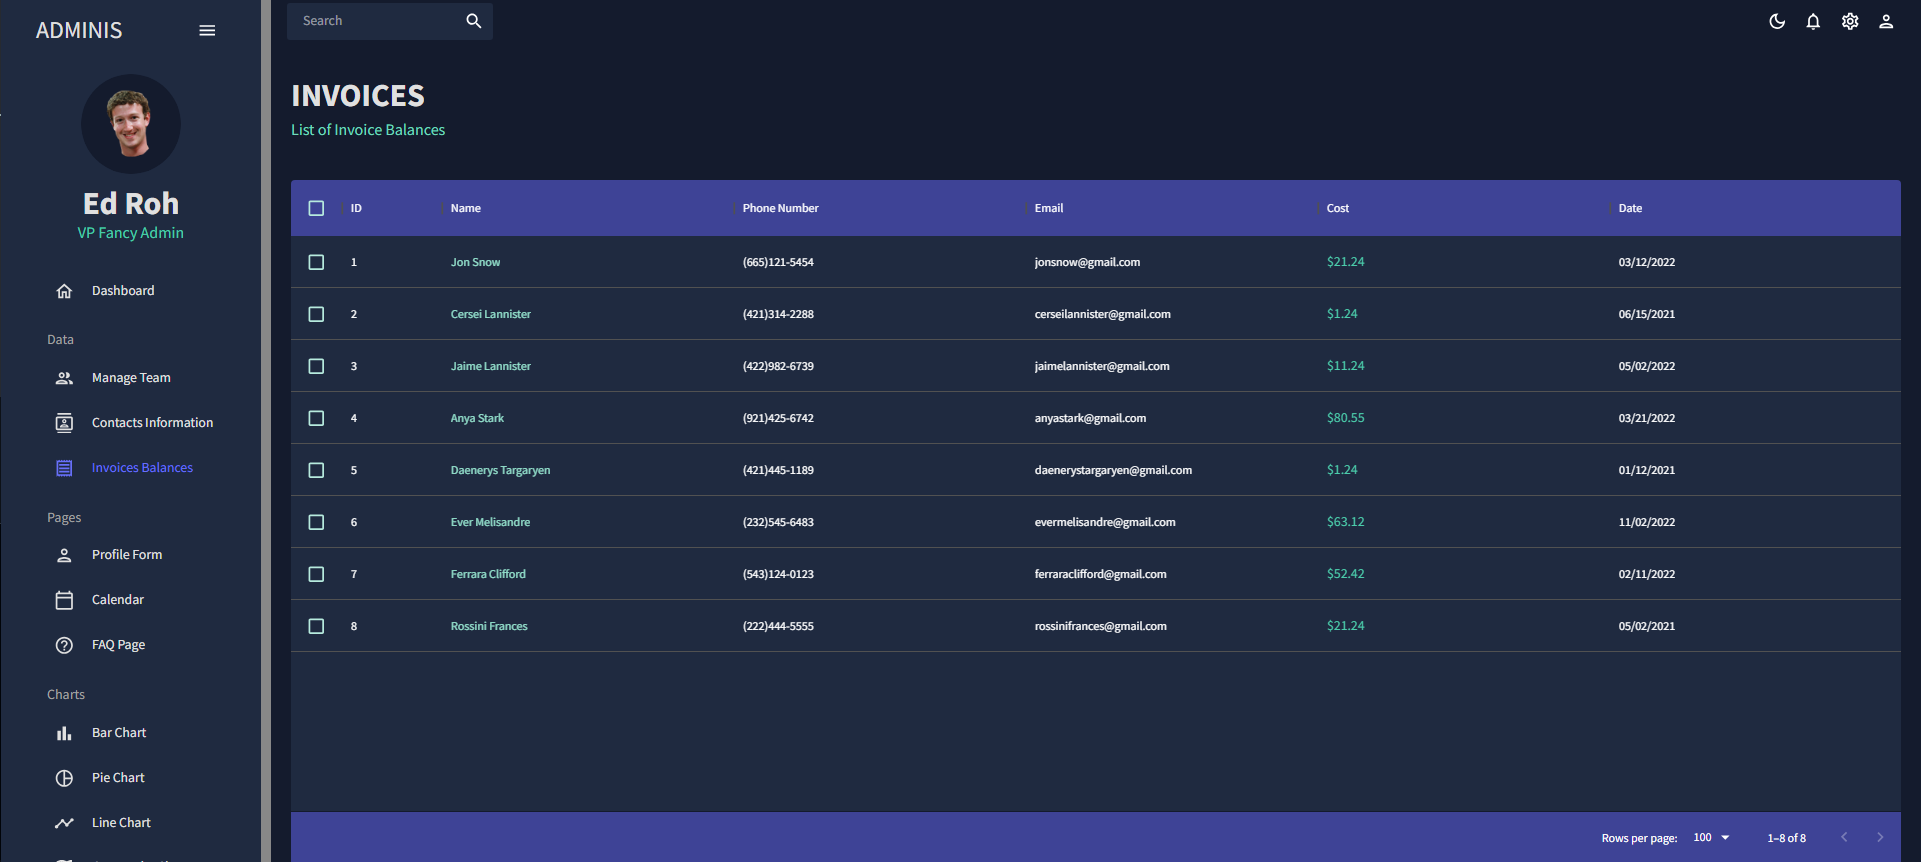 ADMINIS
Search
Ed Roh
VP Fancy Admin
Dashboard
Data
Manage Team
Contacts Information
Invoices Balances
Pages
Profile Form
Calendar
FAQ Page
Charts
Bar Chart
Pie Chart
Line Chart
INVOICES
List of Invoice Balances
ID Name Phone Number Email Cost Date
1 Jon Snow (665)121-5454 jonsnow@gmail.com $21.24 03/12/2022
2 Cersei Lannister (421)314-2288 cerseilannister@gmail.com $1.24 06/15/2021
3 Jaime Lannister (422)982-6739 jaimelannister@gmail.com $11.24 05/02/2022
4 Anya Stark (921)425-6742 anyastark@gmail.com $80.55 03/21/2022
5 Daenerys Targaryen (421)445-1189 daenerystargaryen@gmail.com $1.24 01/12/2021
6 Ever Melisandre (232)545-6483 evermelisandre@gmail.com $63.12 11/02/2022
7 Ferrara Clifford (543)124-0123 ferraraclifford@gmail.com $52.42 02/11/2022
8 Rossini Frances (222)444-5555 rossinifrances@gmail.com $21.24 05/02/2021
Rows per page: 100 1–8 of 8